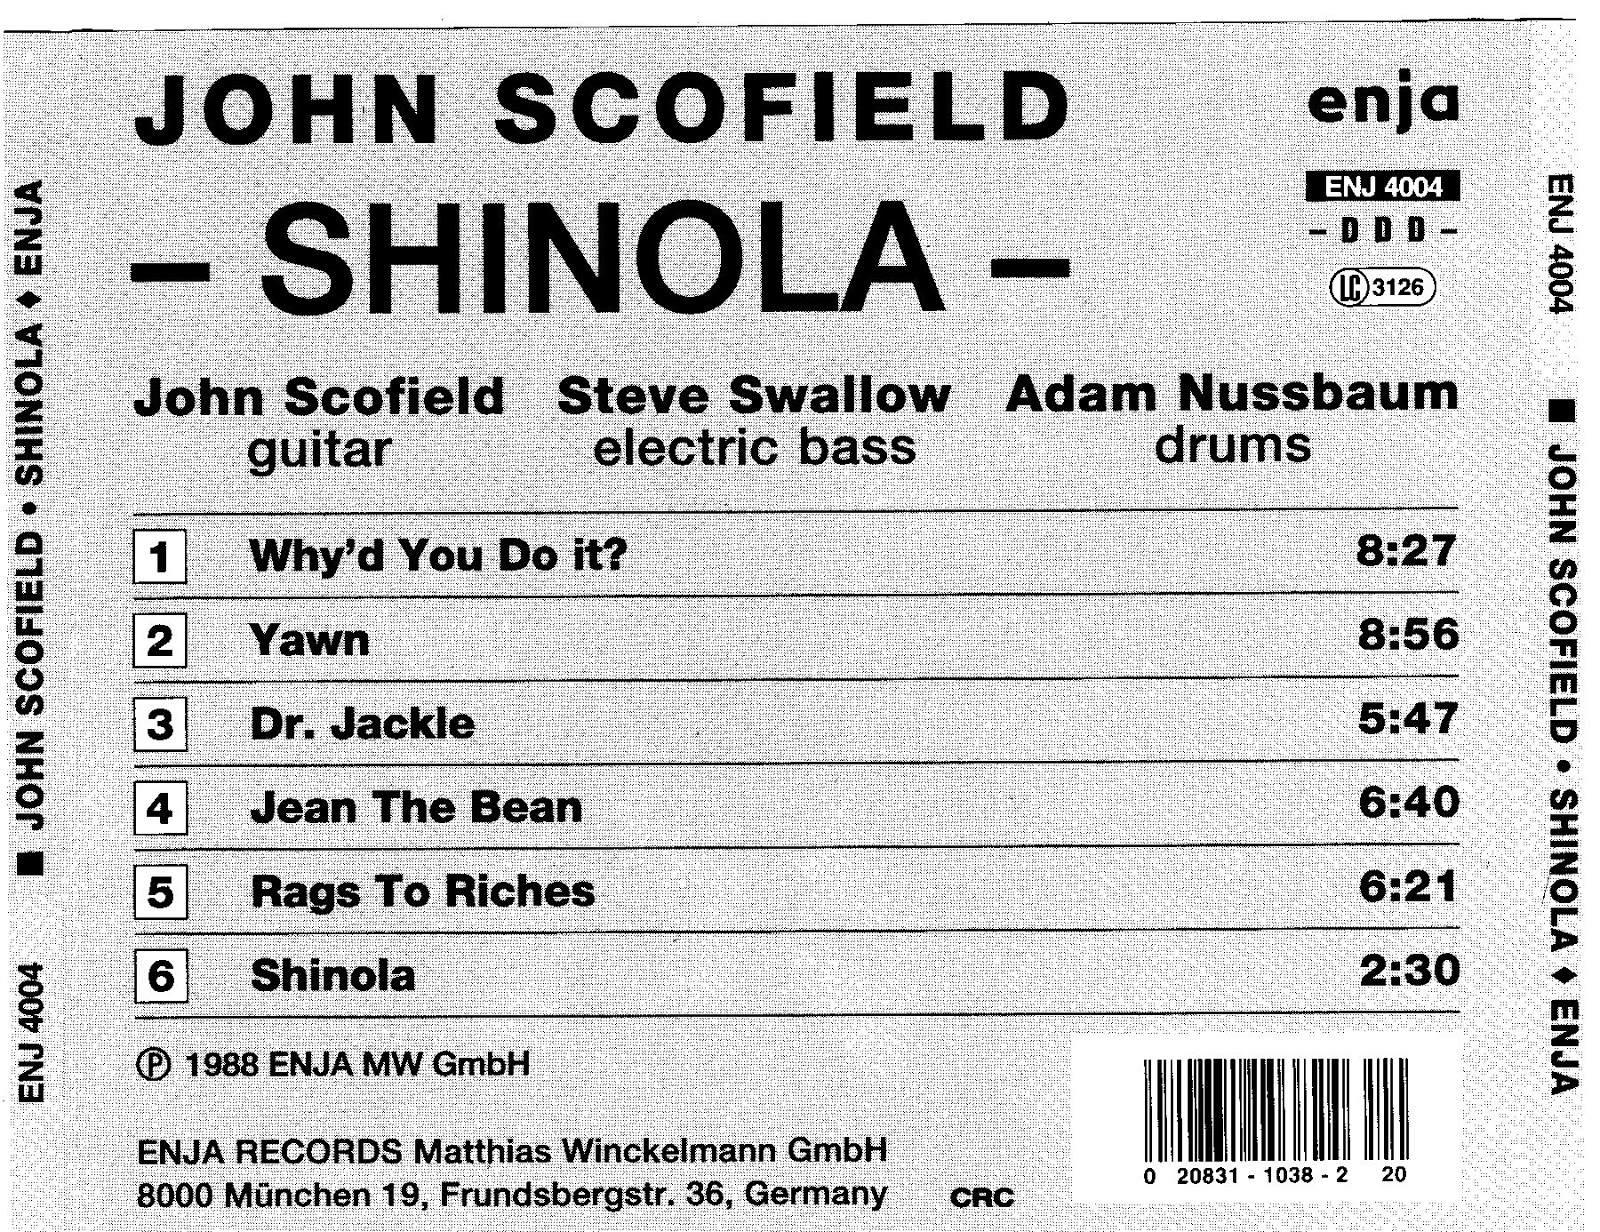 JOHN SCOFIELD
enja
ENJ 4004
– SHINOLA –
– D D D –
LC 3126
John Scofield Steve Swallow Adam Nussbaum
guitar electric bass drums
1 Why'd You Do it? 8:27
2 Yawn 8:56
3 Dr. Jackle 5:47
4 Jean The Bean 6:40
5 Rags To Riches 6:21
6 Shinola 2:30
Ⓟ 1988 ENJA MW GmbH
ENJA RECORDS Matthias Winckelmann GmbH
8000 München 19, Frundsbergstr. 36, Germany CRC
0 20831 - 1038 - 2 20
ENJ 4004 ■ JOHN SCOFIELD • SHINOLA ♦ ENJA
ENJ 4004 ■ JOHN SCOFIELD • SHINOLA ♦ ENJA